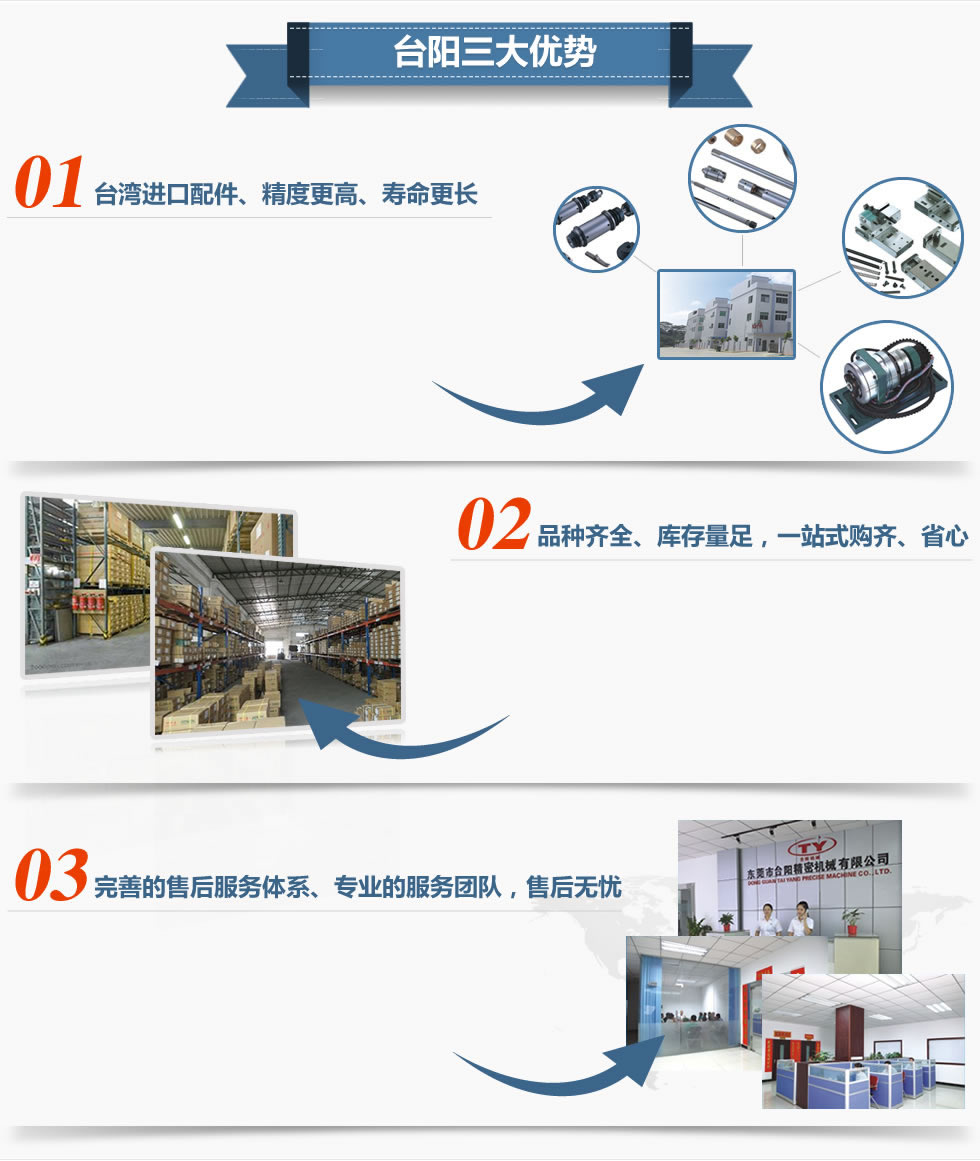 台阳三大优势
01 台湾进口配件、精度更高、寿命更长
02 品种齐全、库存量足，一站式购齐、省心
03 完善的售后服务体系、专业的服务团队，售后无忧
TY
东莞市台阳精密机械有限公司
DONG GUAN TAI YANG PRECISE MACHINE CO.,LTD.